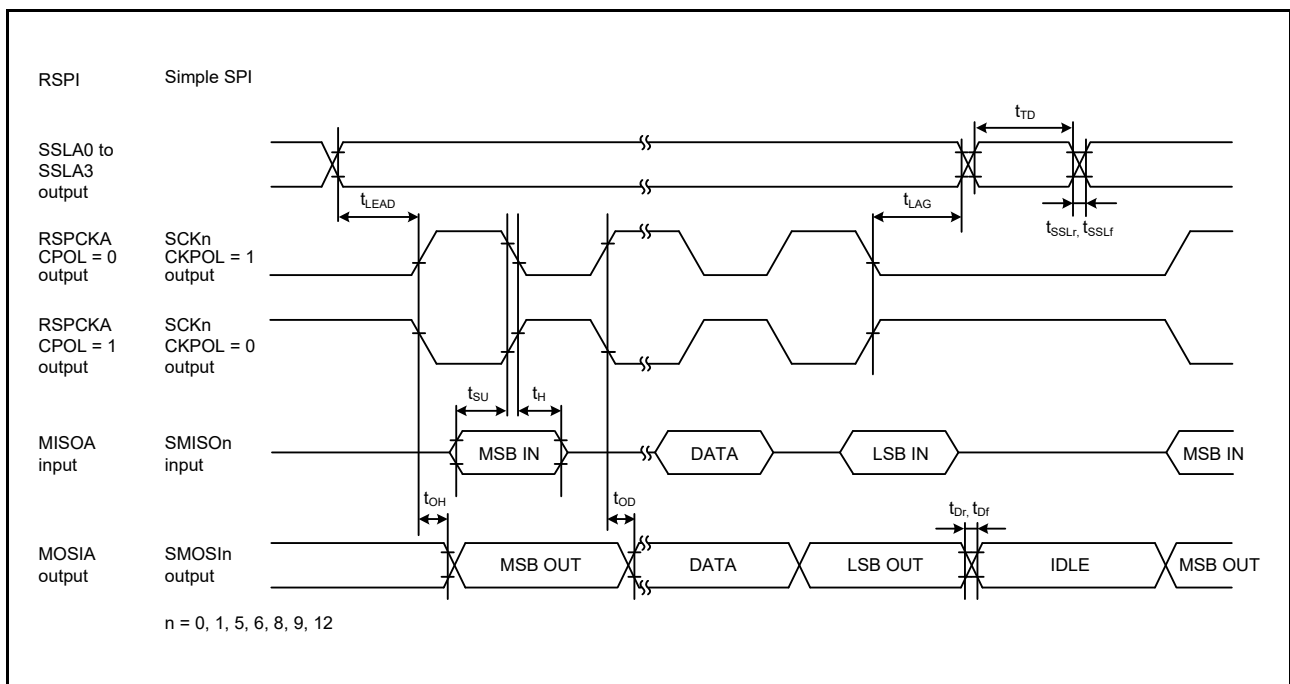 RSPI
Simple SPI
tTD
SSLA0 to
SSLA3
output
tLEAD
tLAG
tSSLr, tSSLf
RSPCKA
CPOL = 0
output
SCKn
CKPOL = 1
output
RSPCKA
CPOL = 1
output
SCKn
CKPOL = 0
output
tSU
tH
MISOA
input
SMISOn
input
MSB IN
DATA
LSB IN
MSB IN
tOH
tOD
tDr, tDf
MOSIA
output
SMOSIn
output
MSB OUT
DATA
LSB OUT
IDLE
MSB OUT
n = 0, 1, 5, 6, 8, 9, 12